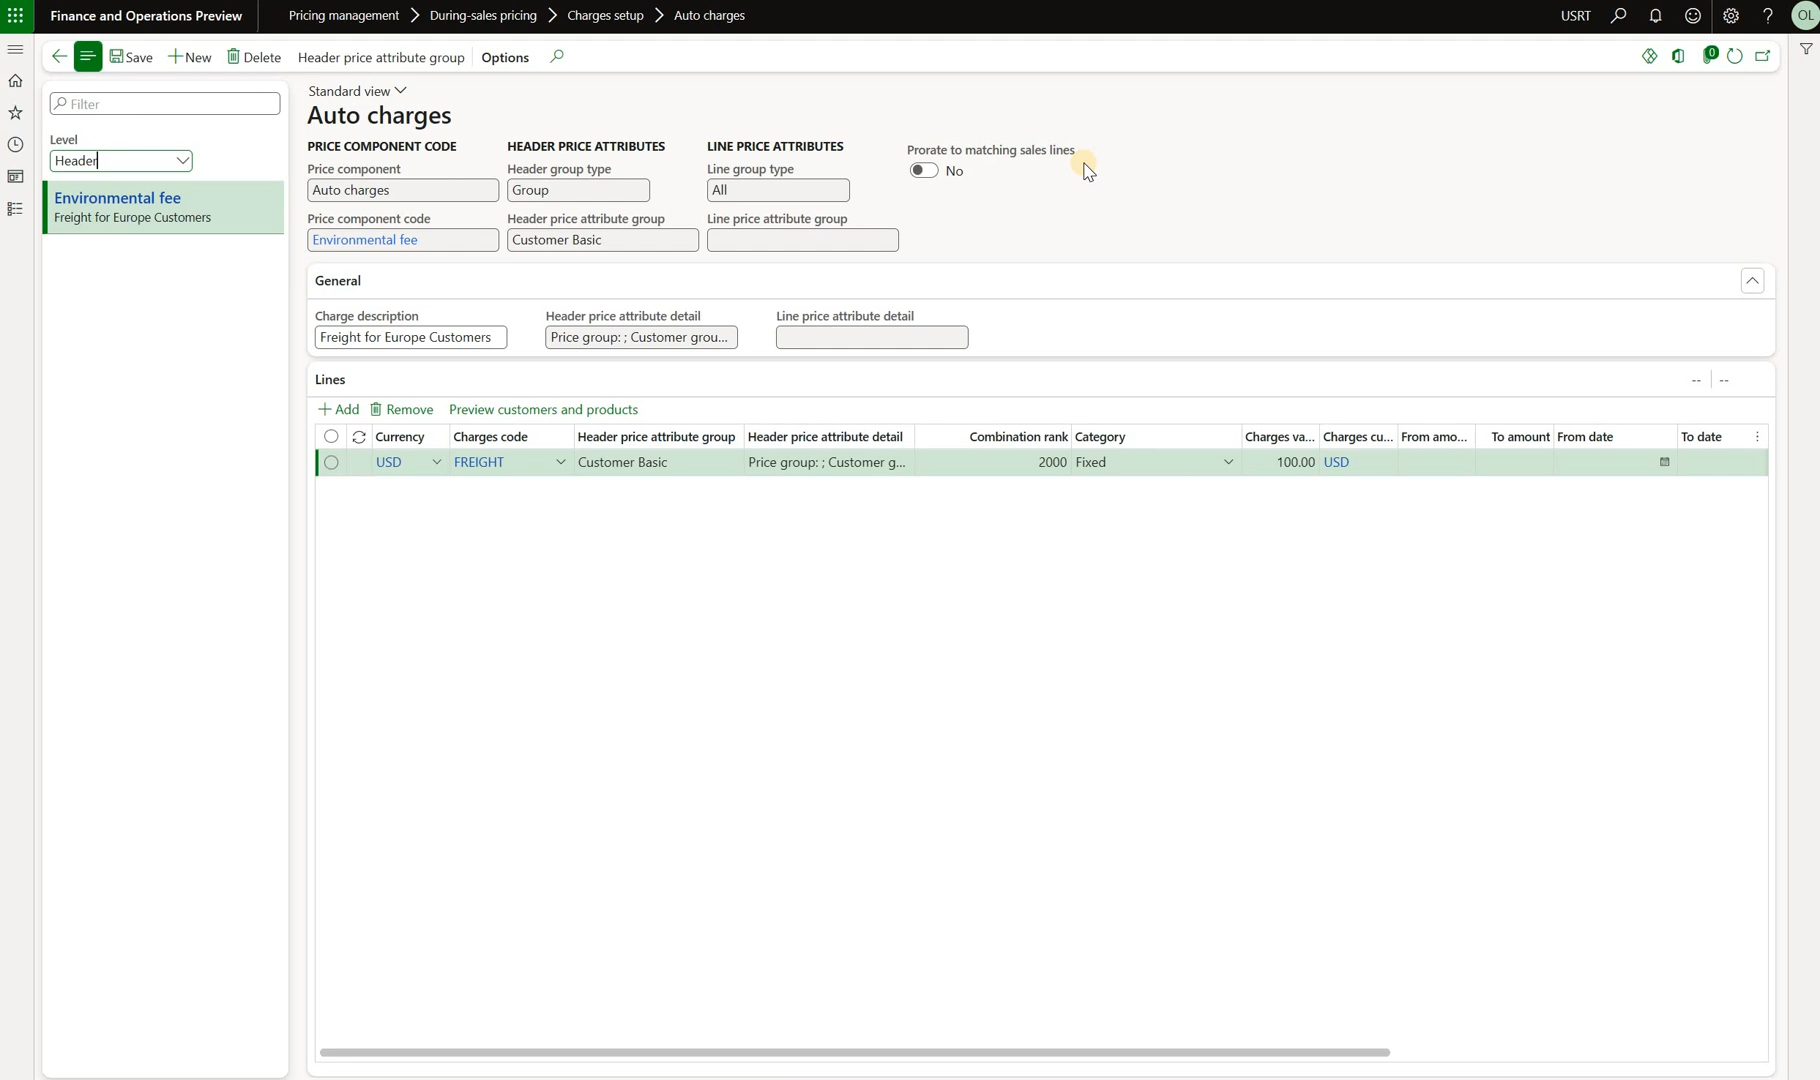 Finance and Operations Preview
Pricing management > During-sales pricing > Charges setup > Auto charges
USRT
OL
Save
New
Delete
Header price attribute group
Options
0
Filter
Level
Header
Environmental fee
Freight for Europe Customers
Standard view
Auto charges
PRICE COMPONENT CODE
Price component
Auto charges
Price component code
Environmental fee
HEADER PRICE ATTRIBUTES
Header group type
Group
Header price attribute group
Customer Basic
LINE PRICE ATTRIBUTES
Line group type
All
Line price attribute group
Prorate to matching sales lines
No
General
Charge description
Freight for Europe Customers
Header price attribute detail
Price group: ; Customer grou...
Line price attribute detail
Lines
-- --
Add Remove Preview customers and products
Currency Charges code Header price attribute group Header price attribute detail Combination rank Category Charges va... Charges cu... From amo... To amount From date To date
USD FREIGHT Customer Basic Price group: ; Customer g... 2000 Fixed 100.00 USD